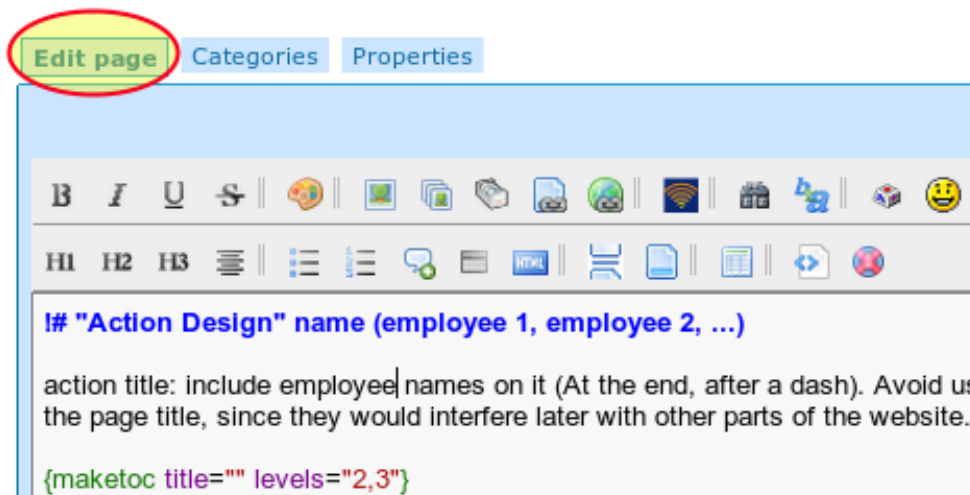 Edit page Categories Properties
B I U S
H1 H2 H3 HTML
!# "Action Design" name (employee 1, employee 2, ...)
action title: include employee names on it (At the end, after a dash). Avoid us
the page title, since they would interfere later with other parts of the website.
{maketoc title="" levels="2,3"}